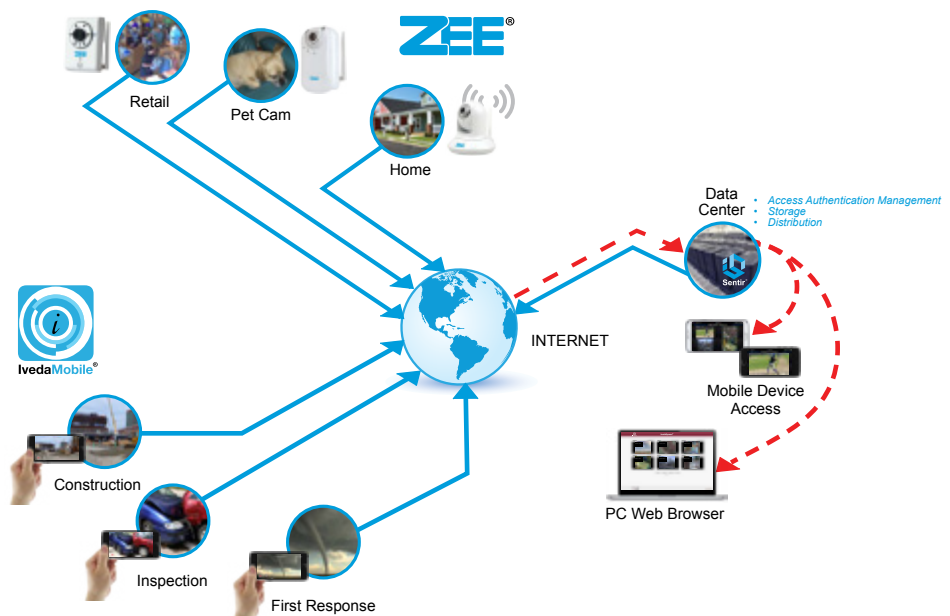 ZEE®
ZEE
Retail
Pet Cam
Home
Data
Center
• Access Authentication Management
• Storage
• Distribution
Sentir
INTERNET
i
IvedaMobile®
Mobile Device
Access
Construction
PC Web Browser
Inspection
First Response